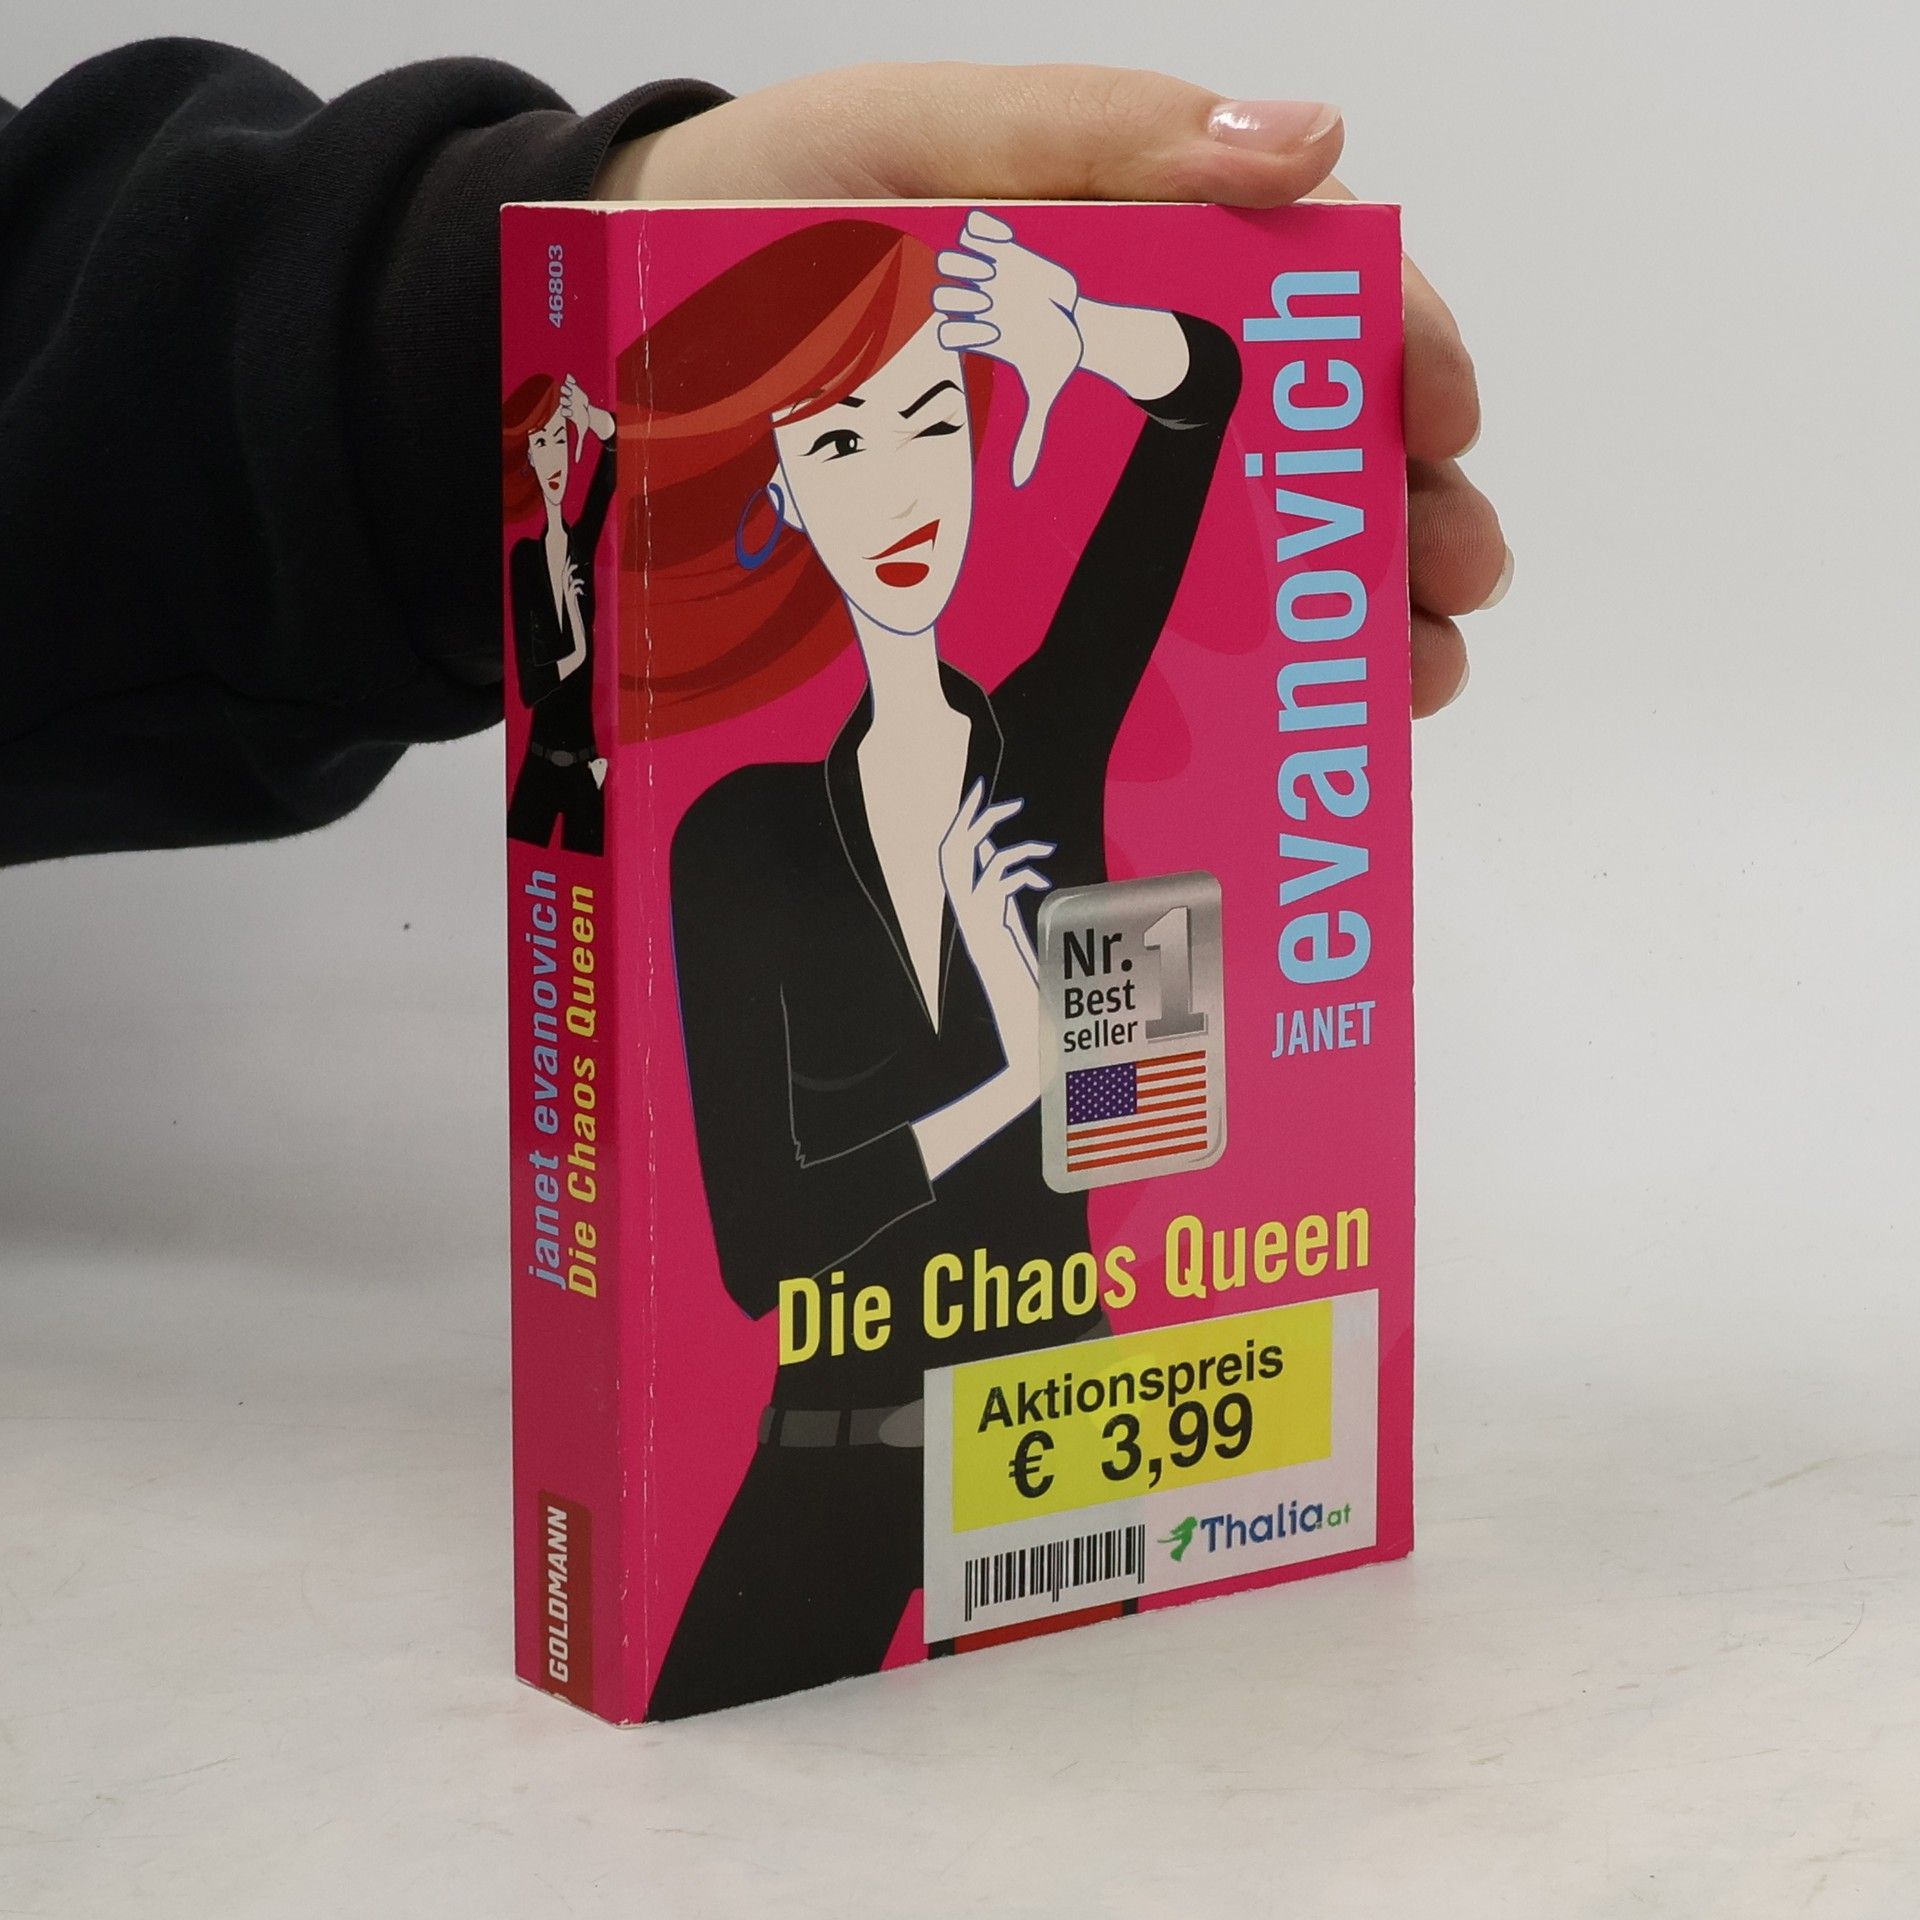 46803
janet evanovich
Die Chaos Queen
GOLDMANN
JANET evanovich
Nr. 1
Best
seller
Die Chaos Queen
Aktionspreis
€ 3,99
Thalia.at